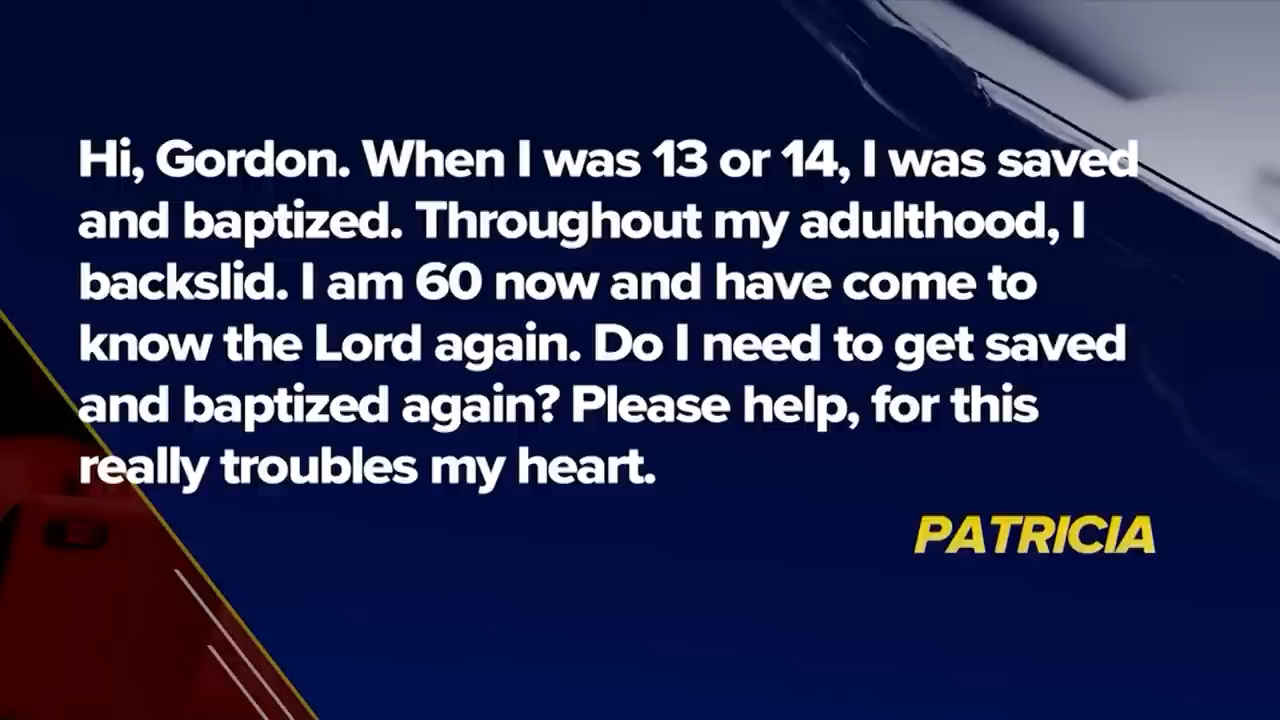 Hi, Gordon. When I was 13 or 14, I was saved
and baptized. Throughout my adulthood, I
backslid. I am 60 now and have come to
know the Lord again. Do I need to get saved
and baptized again? Please help, for this
really troubles my heart.
PATRICIA